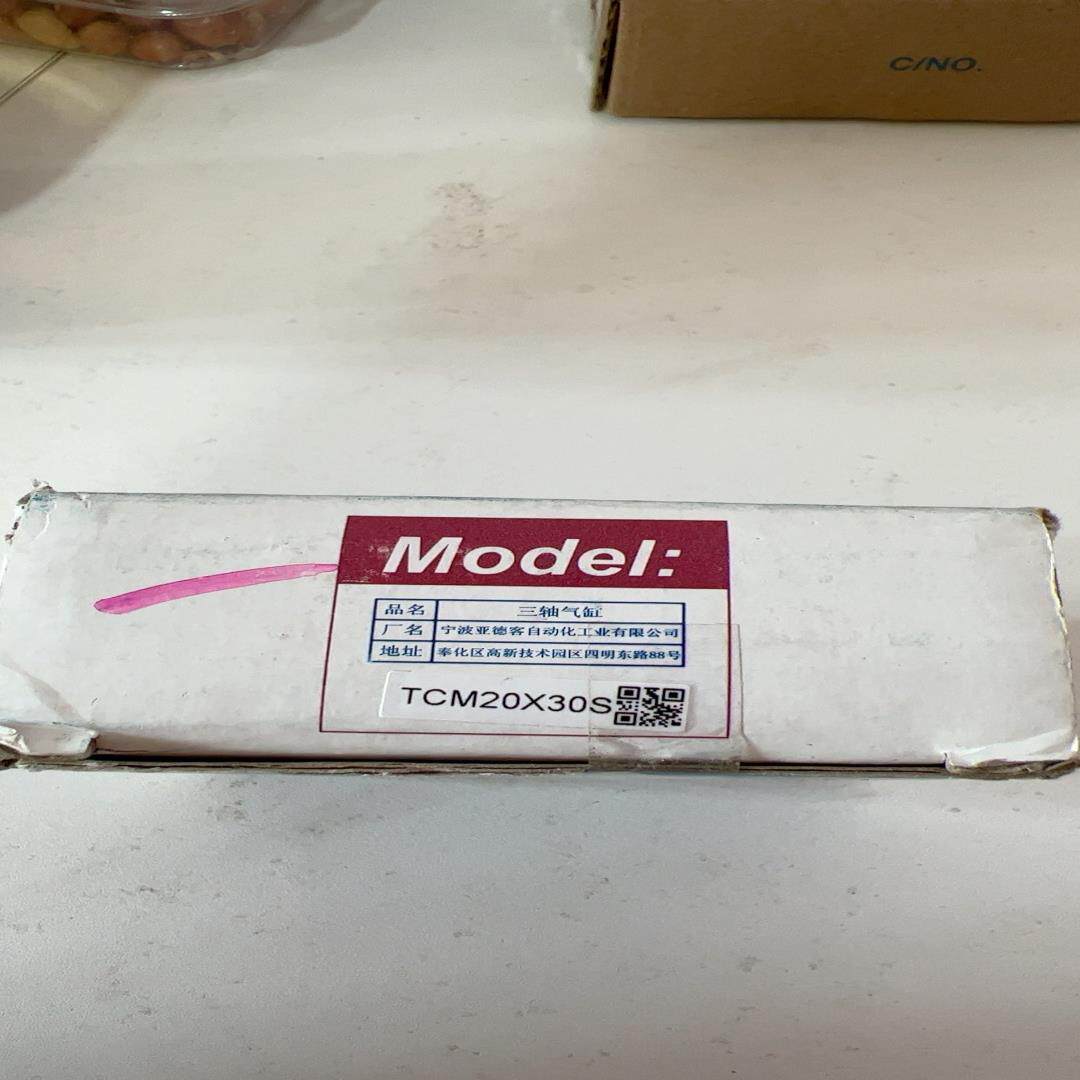 C/NO.
Model:
品名 三轴气缸
厂名 宁波亚德客自动化工业有限公司
地址 奉化区高新技术园区四明东路88号
TCM20X30S